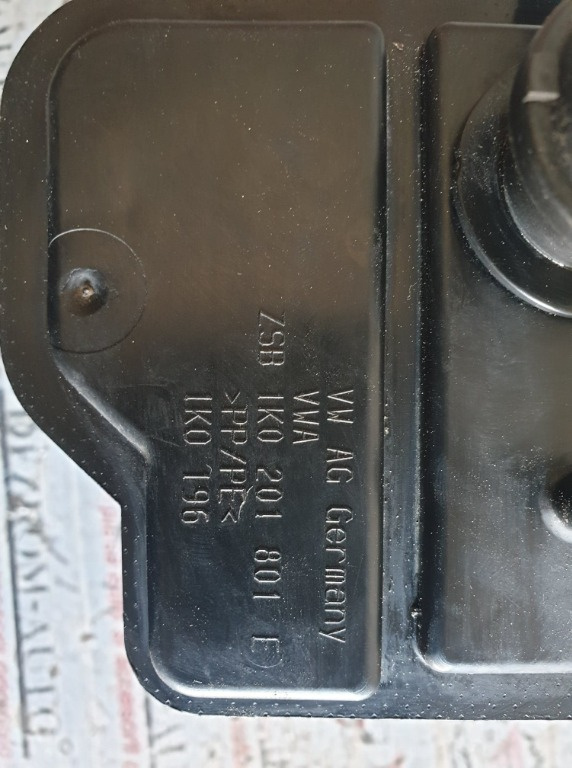 VW AG Germany
VWA
ZSB 1K0 201 801 E
>PP/PE<
1K0 196